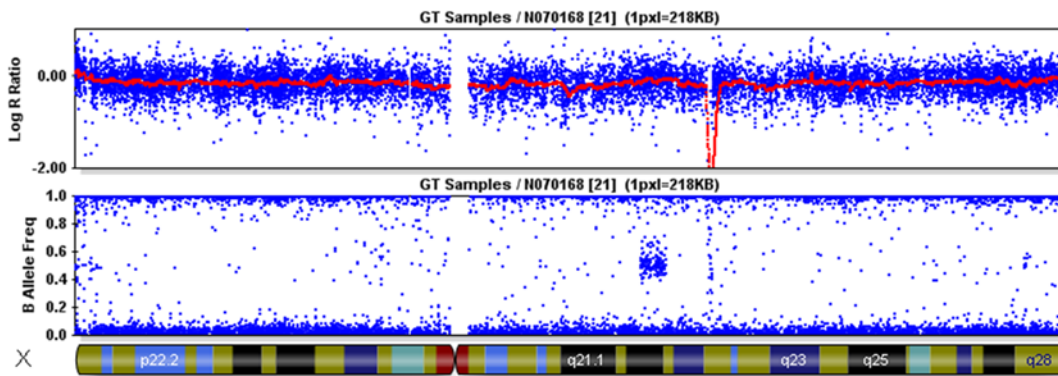 GT Samples / N070168 [21] (1pxl=218KB)
Log R Ratio
0.00
-2.00
GT Samples / N070168 [21] (1pxl=218KB)
B Allele Freq
1.0
0.8
0.6
0.4
0.2
0.0
X
p22.2 q21.1 q23 q25 q28